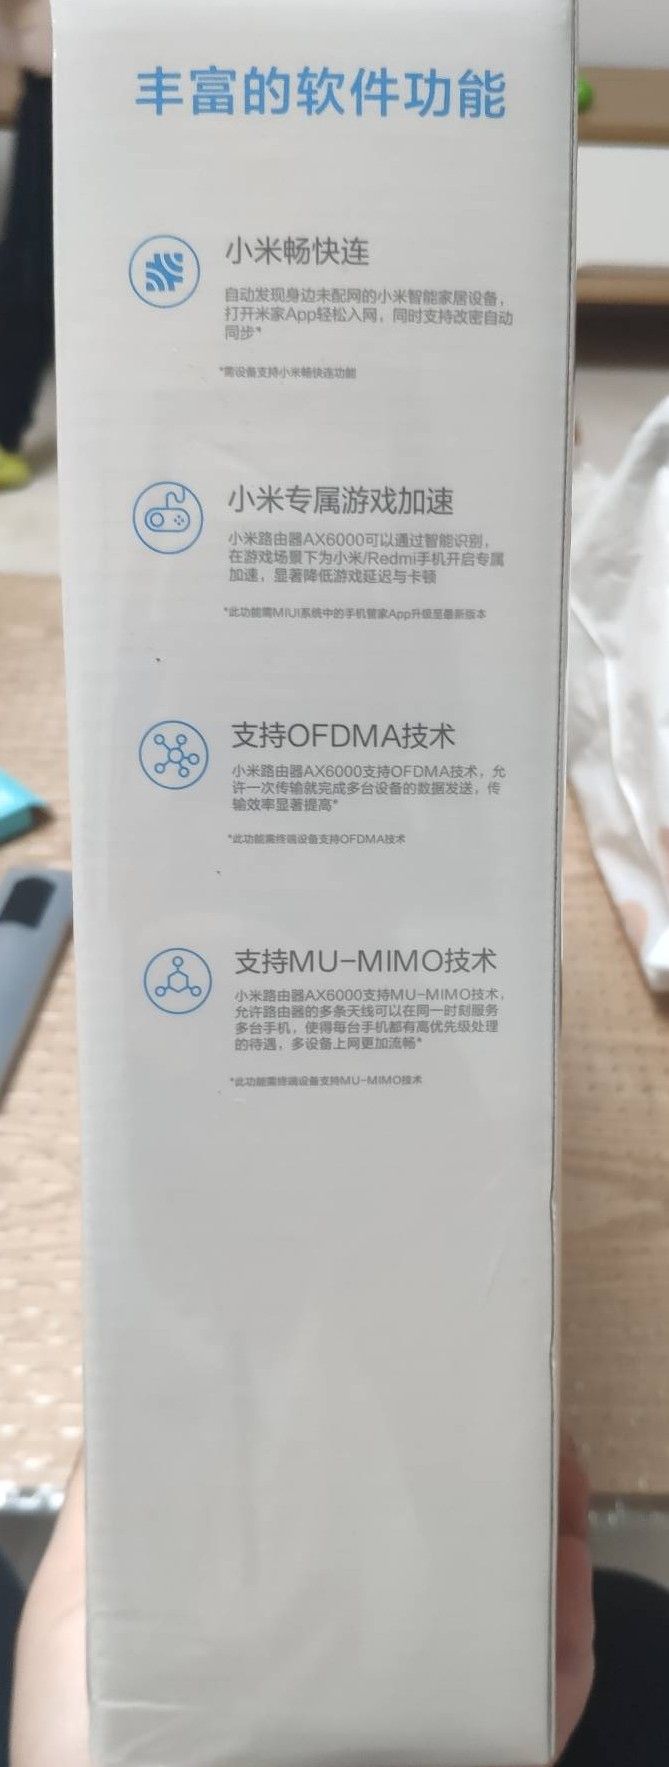 丰富的软件功能
小米畅快连
自动发现身边未配网的小米智能家居设备，
打开米家App轻松入网，同时支持改密自动
同步*
*需设备支持小米畅快连功能
小米专属游戏加速
小米路由器AX6000可以通过智能识别，
在游戏场景下为小米/Redmi手机开启专属
加速，显著降低游戏延迟与卡顿
*此功能需MIUI系统中的手机管家App升级至最新版本
支持OFDMA技术
小米路由器AX6000支持OFDMA技术，允
许一次传输就完成多台设备的数据发送，传
输效率显著提高*
*此功能需终端设备支持OFDMA技术
支持MU-MIMO技术
小米路由器AX6000支持MU-MIMO技术，
允许路由器的多条天线可以在同一时刻服务
多台手机，使得每台手机都有高优先级处理
的待遇，多设备上网更加流畅*
*此功能需终端设备支持MU-MIMO技术